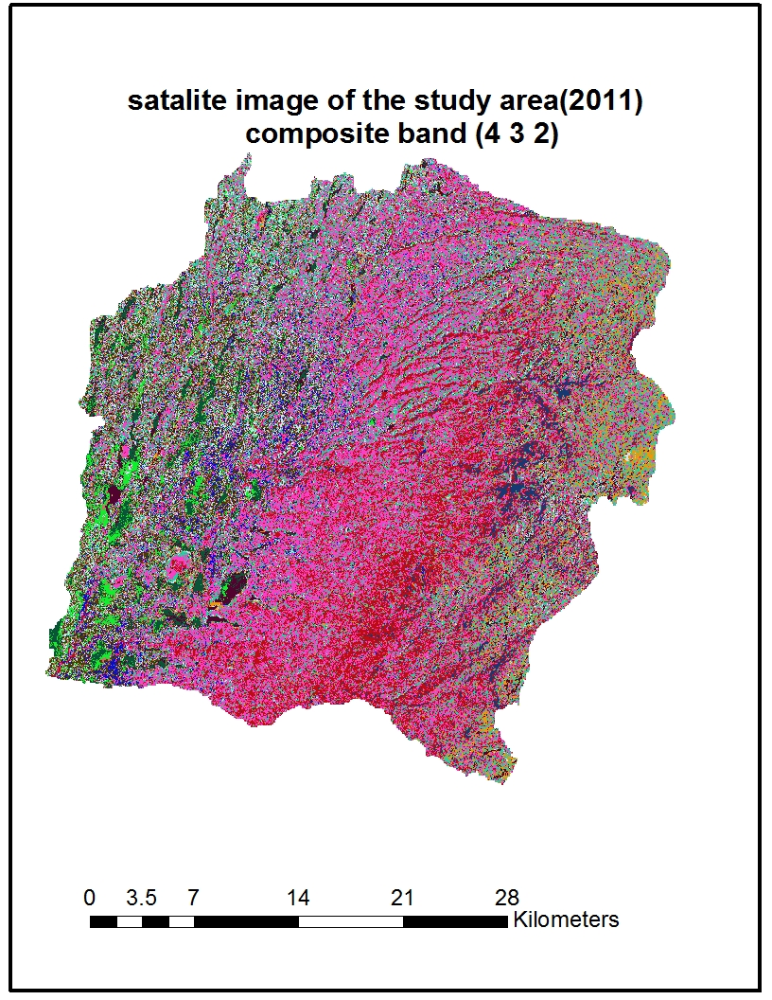 satalite image of the study area(2011)
composite band (4 3 2)
0 3.5 7 14 21 28
Kilometers